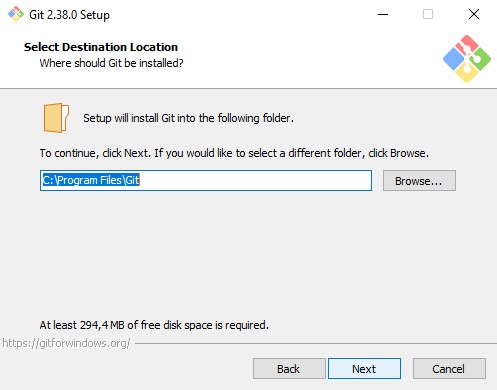 Git 2.38.0 Setup
Select Destination Location
Where should Git be installed?
Setup will install Git into the following folder.
To continue, click Next. If you would like to select a different folder, click Browse.
C:\Program Files\Git
Browse...
At least 294,4 MB of free disk space is required.
https://gitforwindows.org/
Back
Next
Cancel